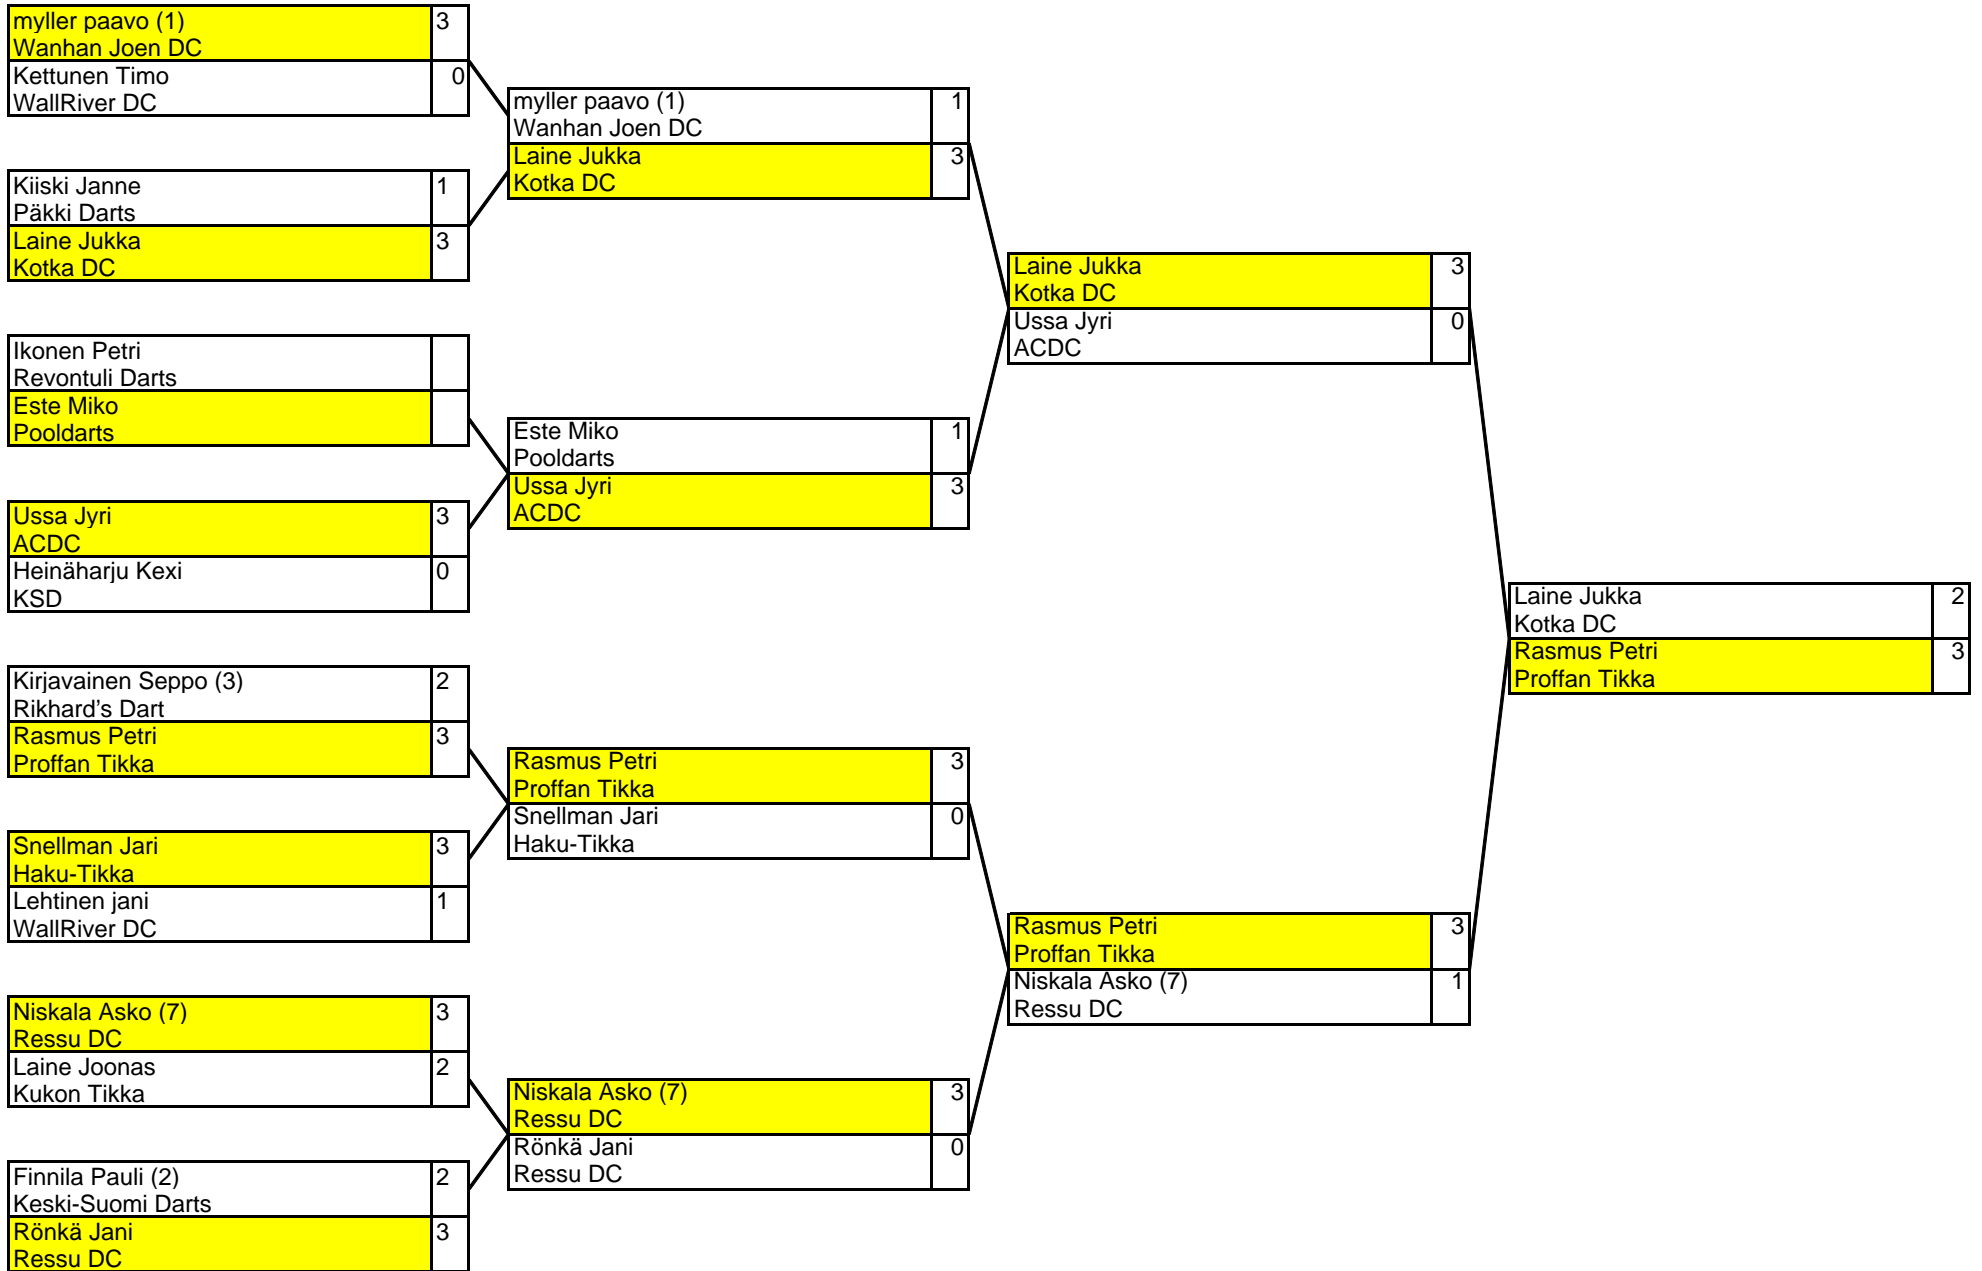 myller paavo (1) 3
Wanhan Joen DC
Kettunen Timo 0
WallRiver DC
Kiiski Janne 1
Päkki Darts
Laine Jukka 3
Kotka DC
Ikonen Petri
Revontuli Darts
Este Miko
Pooldarts
Ussa Jyri 3
ACDC
Heinäharju Kexi 0
KSD
Kirjavainen Seppo (3) 2
Rikhard's Dart
Rasmus Petri 3
Proffan Tikka
Snellman Jari 3
Haku-Tikka
Lehtinen jani 1
WallRiver DC
Niskala Asko (7) 3
Ressu DC
Laine Joonas 2
Kukon Tikka
Finnila Pauli (2) 2
Keski-Suomi Darts
Rönkä Jani 3
Ressu DC
myller paavo (1) 1
Wanhan Joen DC
Laine Jukka 3
Kotka DC
Este Miko 1
Pooldarts
Ussa Jyri 3
ACDC
Rasmus Petri 3
Proffan Tikka
Snellman Jari 0
Haku-Tikka
Niskala Asko (7) 3
Ressu DC
Rönkä Jani 0
Ressu DC
Laine Jukka 3
Kotka DC
Ussa Jyri 0
ACDC
Rasmus Petri 3
Proffan Tikka
Niskala Asko (7) 1
Ressu DC
Laine Jukka 2
Kotka DC
Rasmus Petri 3
Proffan Tikka